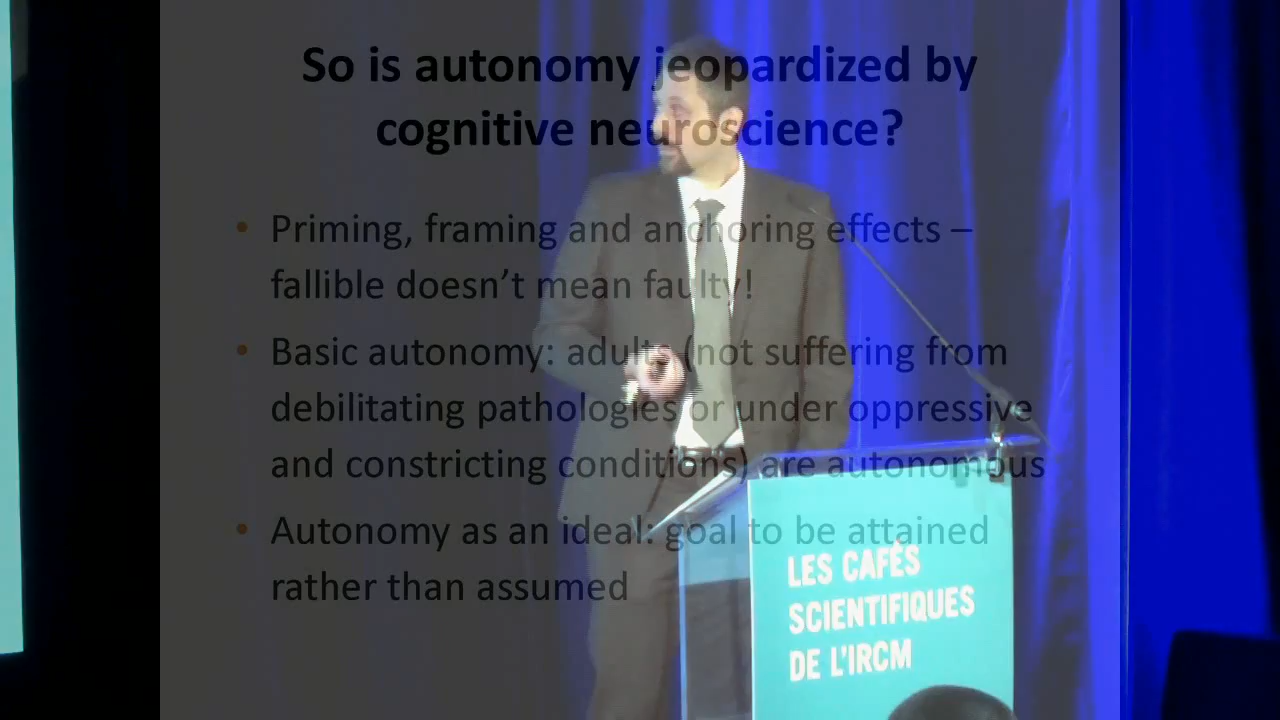 So is autonomy jeopardized by
cognitive neuroscience?
• Priming, framing and anchoring effects –
fallible doesn’t mean faulty!
• Basic autonomy: adults (not suffering from
debilitating pathologies or under oppressive
and constricting conditions) are autonomous
• Autonomy as an ideal: goal to be attained
rather than assumed
LES CAFÉS
SCIENTIFIQUES
DE L'IRCM